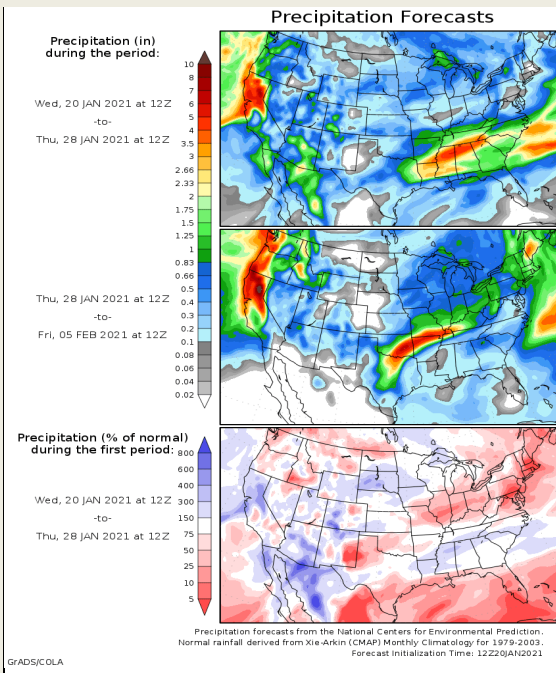 Precipitation Forecasts
Precipitation (in)
during the period:
Wed, 20 JAN 2021 at 12Z
-to-
Thu, 28 JAN 2021 at 12Z
10
8
7
6
5
4
3.5
3
2.66
2.33
2
1.75
1.5
1.25
1
0.83
0.66
0.5
0.4
0.3
0.2
0.1
0.08
0.06
0.04
0.02
Thu, 28 JAN 2021 at 12Z
-to-
Fri, 05 FEB 2021 at 12Z
Precipitation (% of normal)
during the first period:
Wed, 20 JAN 2021 at 12Z
-to-
Thu, 28 JAN 2021 at 12Z
800
600
400
300
150
75
50
25
10
5
Precipitation forecasts from the National Centers for Environmental Prediction.
Normal rainfall derived from Xie-Arkin (CMAP) Monthly Climatology for 1979-2003.
Forecast Initialization Time: 12Z20JAN2021
GrADS/COLA